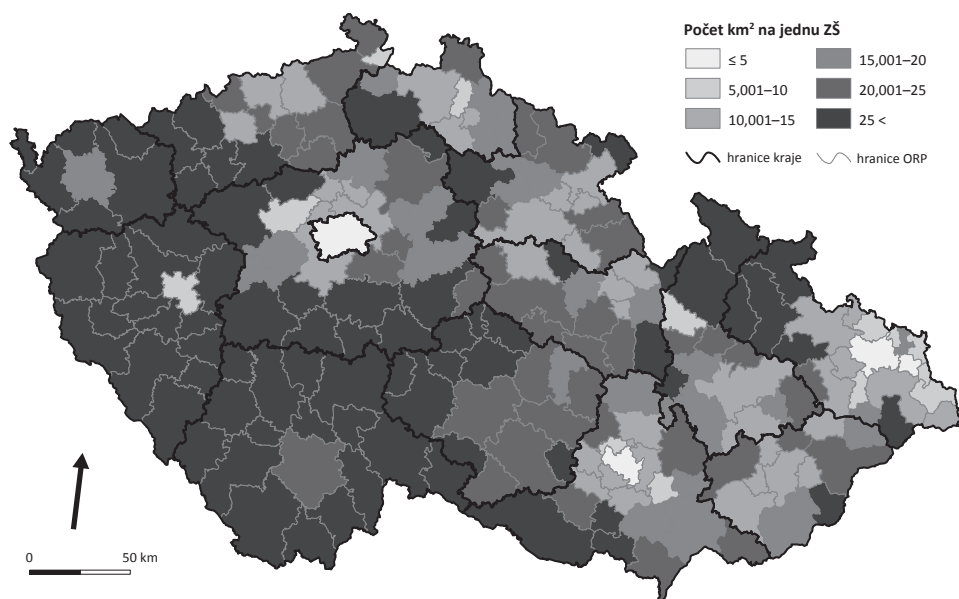 Počet km² na jednu ZŠ
≤ 5
5,001–10
10,001–15
15,001–20
20,001–25
25 <
hranice kraje
hranice ORP
0 50 km